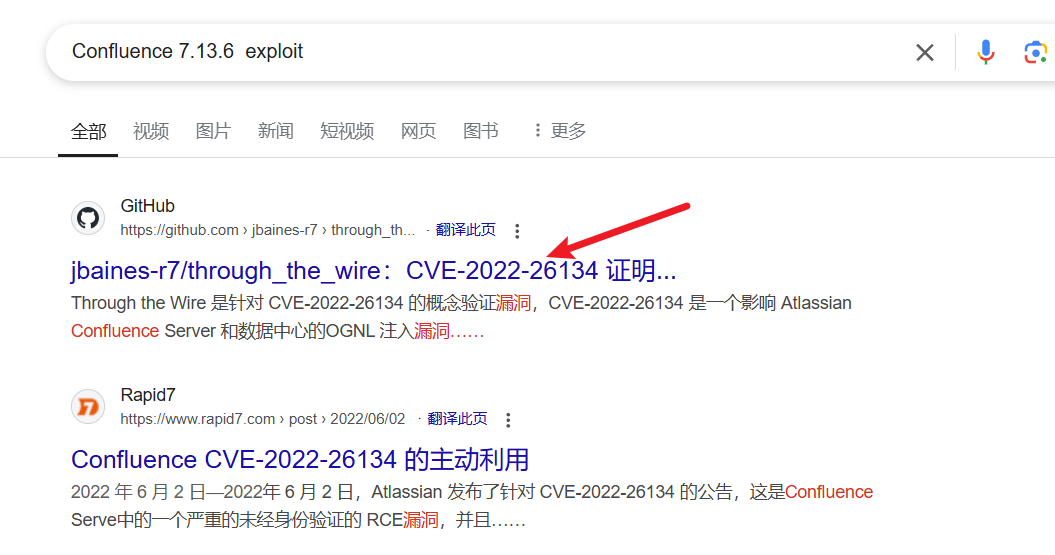 Confluence 7.13.6  exploit
全部 视频 图片 新闻 短视频 网页 图书 更多
GitHub
https://github.com › jbaines-r7 › through_th... · 翻译此页
jbaines-r7/through_the_wire：CVE-2022-26134 证明...
Through the Wire 是针对 CVE-2022-26134 的概念验证漏洞，CVE-2022-26134 是一个影响 Atlassian
Confluence Server 和数据中心的OGNL 注入漏洞……
Rapid7
https://www.rapid7.com › post › 2022/06/02 · 翻译此页
Confluence CVE-2022-26134 的主动利用
2022 年 6 月 2 日—2022年 6 月 2 日，Atlassian 发布了针对 CVE-2022-26134 的公告，这是Confluence
Serve中的一个严重的未经身份验证的 RCE漏洞，并且……